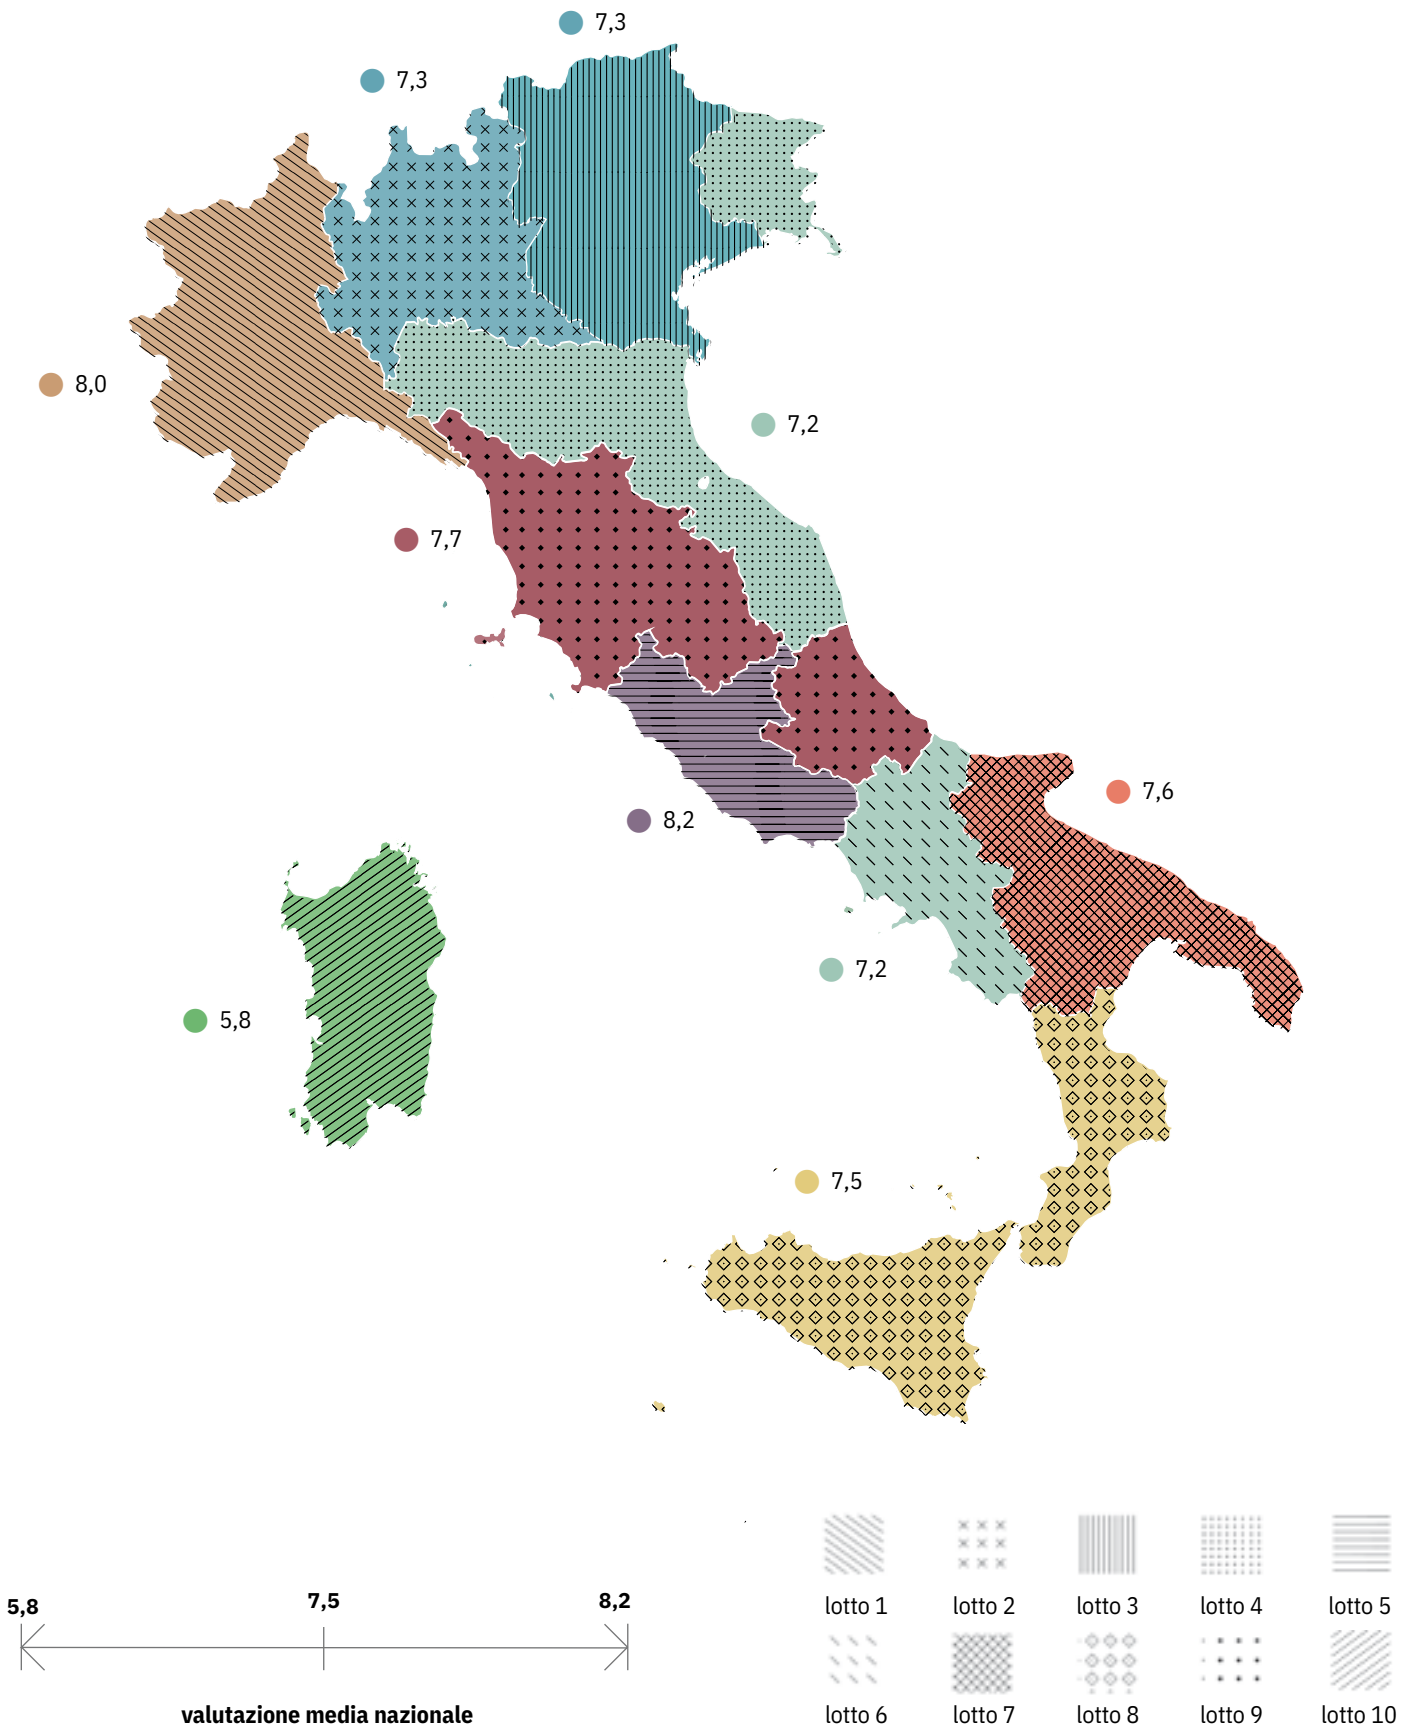 7,3
7,3
8,0
7,2
7,7
7,6
8,2
7,2
5,8
7,5
5,8
7,5
8,2
valutazione media nazionale
lotto 1
lotto 2
lotto 3
lotto 4
lotto 5
lotto 6
lotto 7
lotto 8
lotto 9
lotto 10